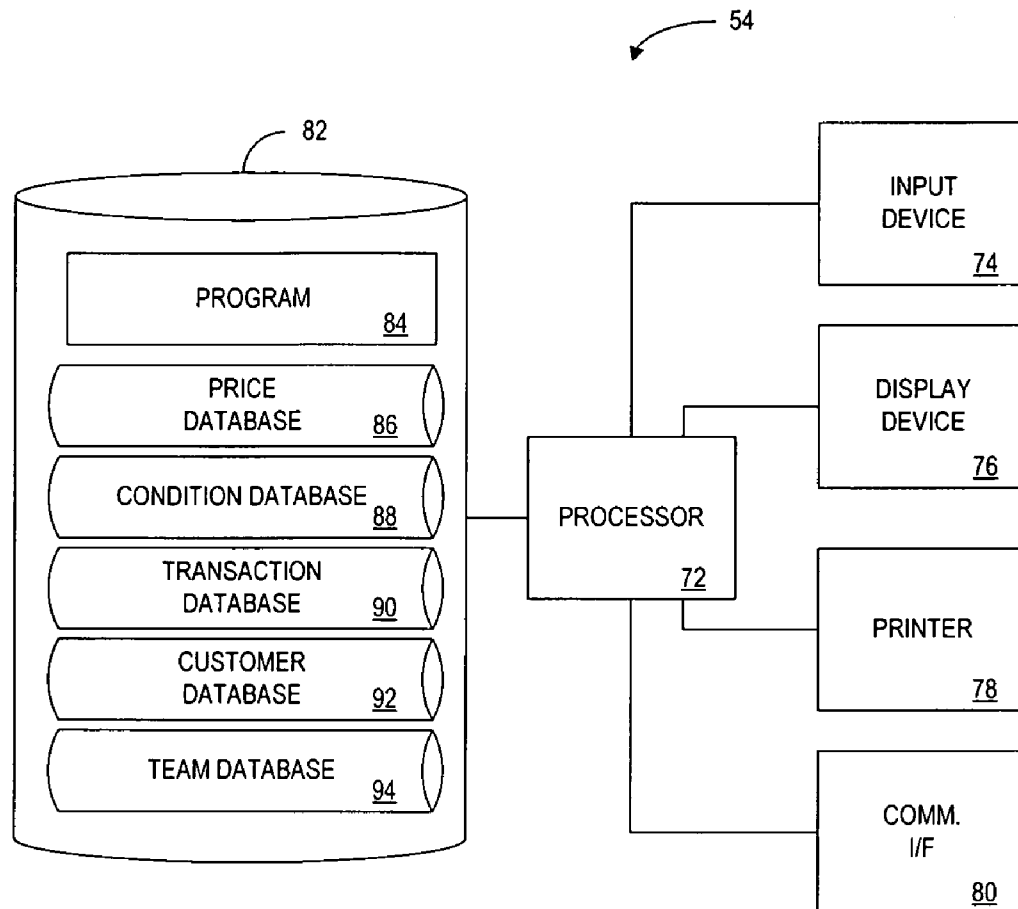 54
82
PROGRAM
84
PRICE
DATABASE
86
CONDITION DATABASE
88
TRANSACTION
DATABASE
90
CUSTOMER
DATABASE
92
TEAM DATABASE
94
PROCESSOR
72
INPUT
DEVICE
74
DISPLAY
DEVICE
76
PRINTER
78
COMM.
I/F
80